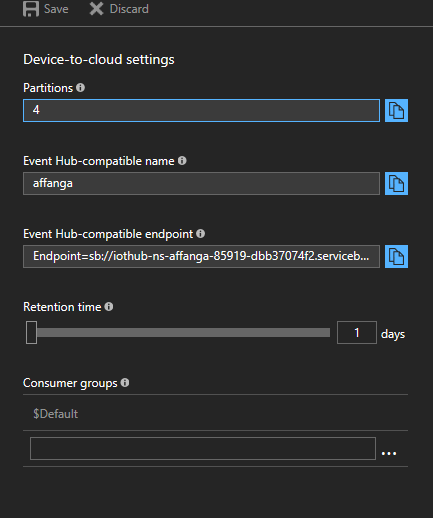 Save Discard
Device-to-cloud settings
Partitions
4
Event Hub-compatible name
affanga
Event Hub-compatible endpoint
Endpoint=sb://iothub-ns-affanga-85919-dbb37074f2.serviceb...
Retention time
1 days
Consumer groups
$Default
...